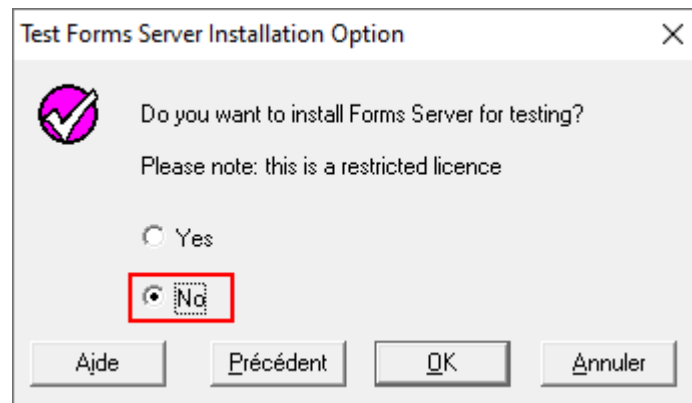 Test Forms Server Installation Option
Do you want to install Forms Server for testing?
Please note: this is a restricted licence
Yes
No
Aide
Précédent
OK
Annuler